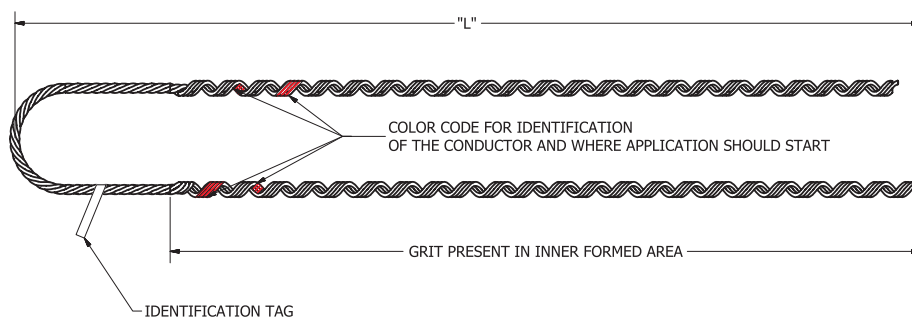 "L"
COLOR CODE FOR IDENTIFICATION
OF THE CONDUCTOR AND WHERE APPLICATION SHOULD START
GRIT PRESENT IN INNER FORMED AREA
IDENTIFICATION TAG